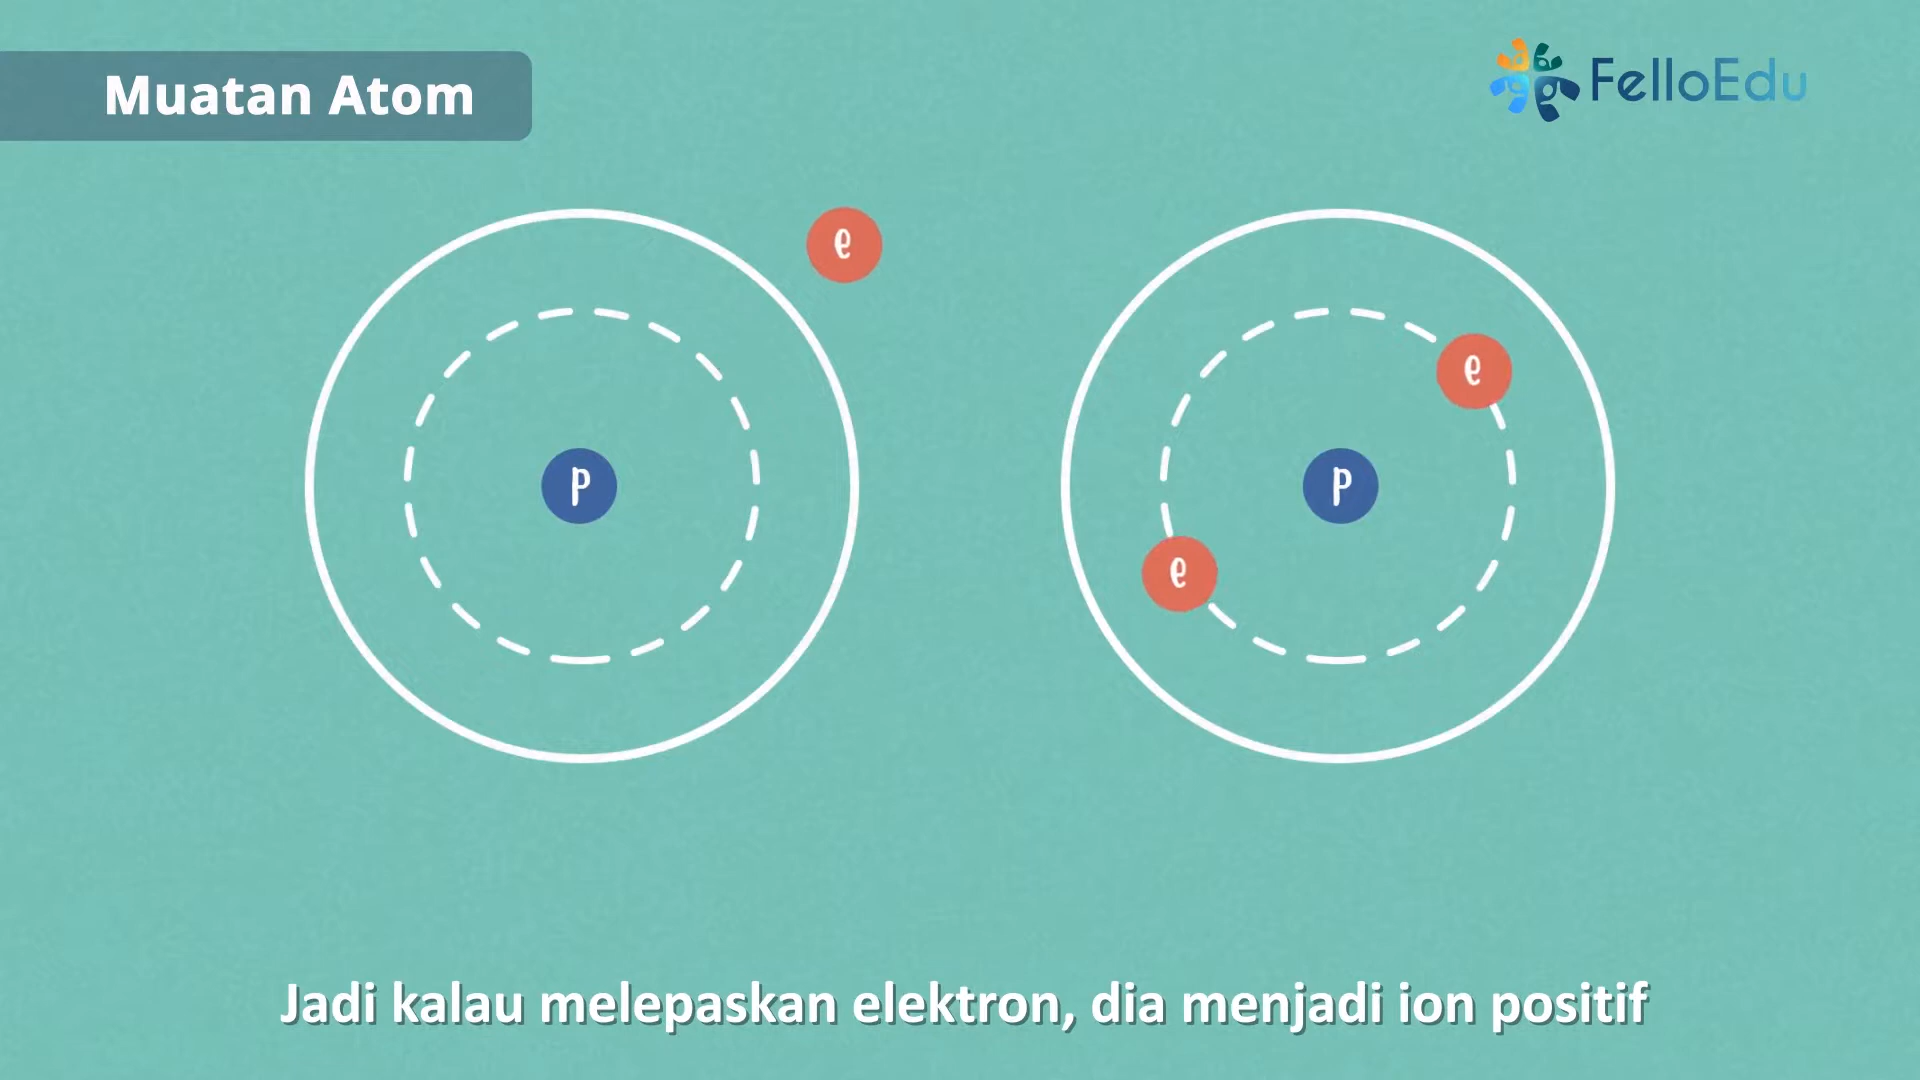 Muatan Atom
FelloEdu
e
e
P
P
e
Jadi kalau melepaskan elektron, dia menjadi ion positif